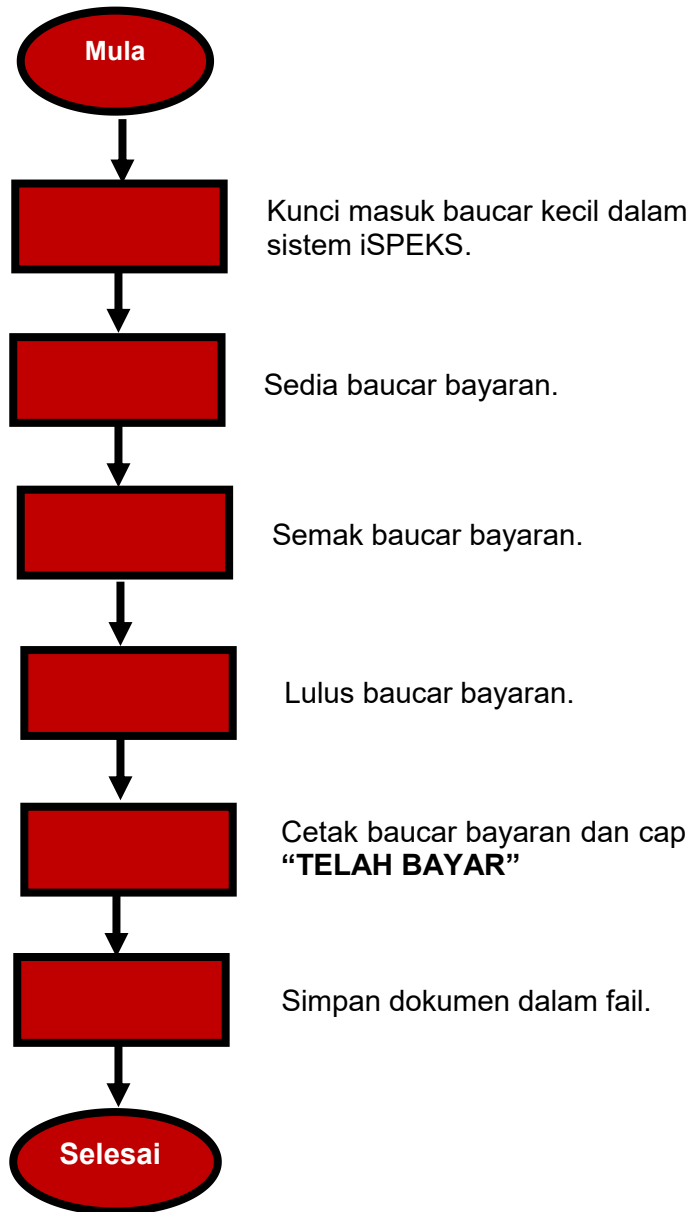 Mula
Kunci masuk baucar kecil dalam
sistem iSPEKS.
Sedia baucar bayaran.
Semak baucar bayaran.
Lulus baucar bayaran.
Cetak baucar bayaran dan cap
“TELAH BAYAR”
Simpan dokumen dalam fail.
Selesai